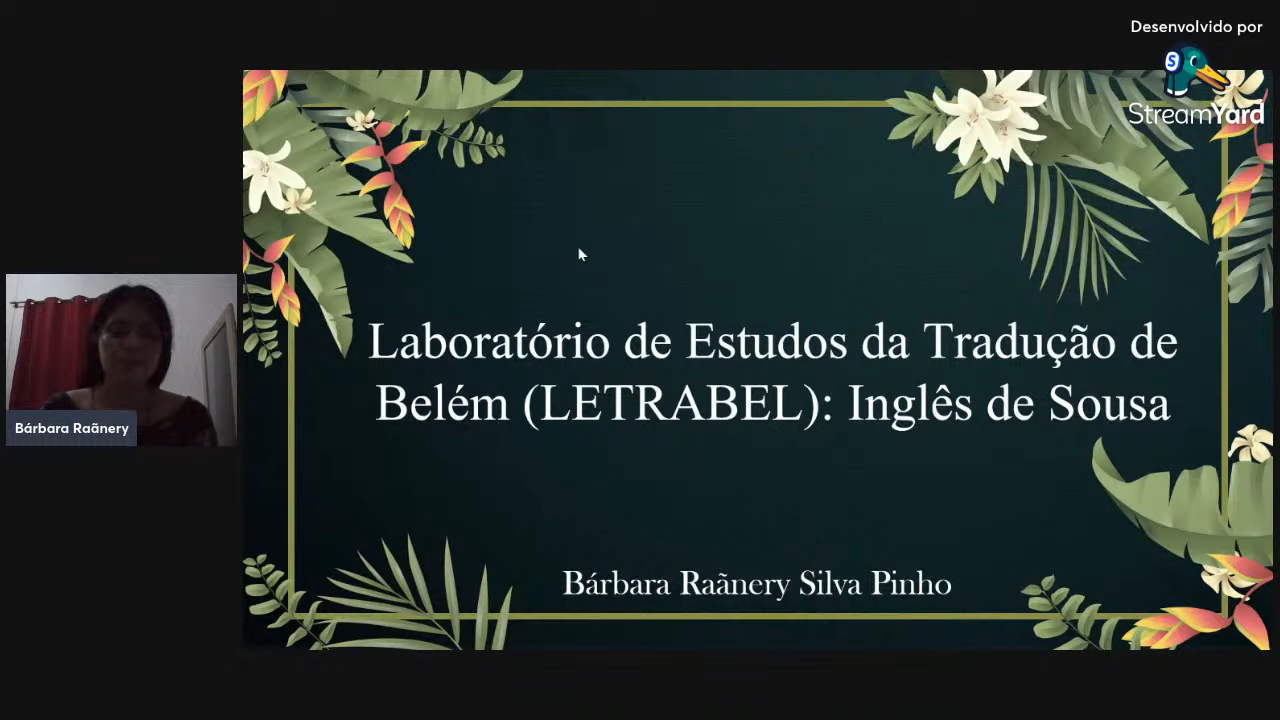 Desenvolvido por
S
StreamYard
Laboratório de Estudos da Tradução de
Belém (LETRABEL): Inglês de Sousa
Bárbara Raãnery
Bárbara Raãnery Silva Pinho